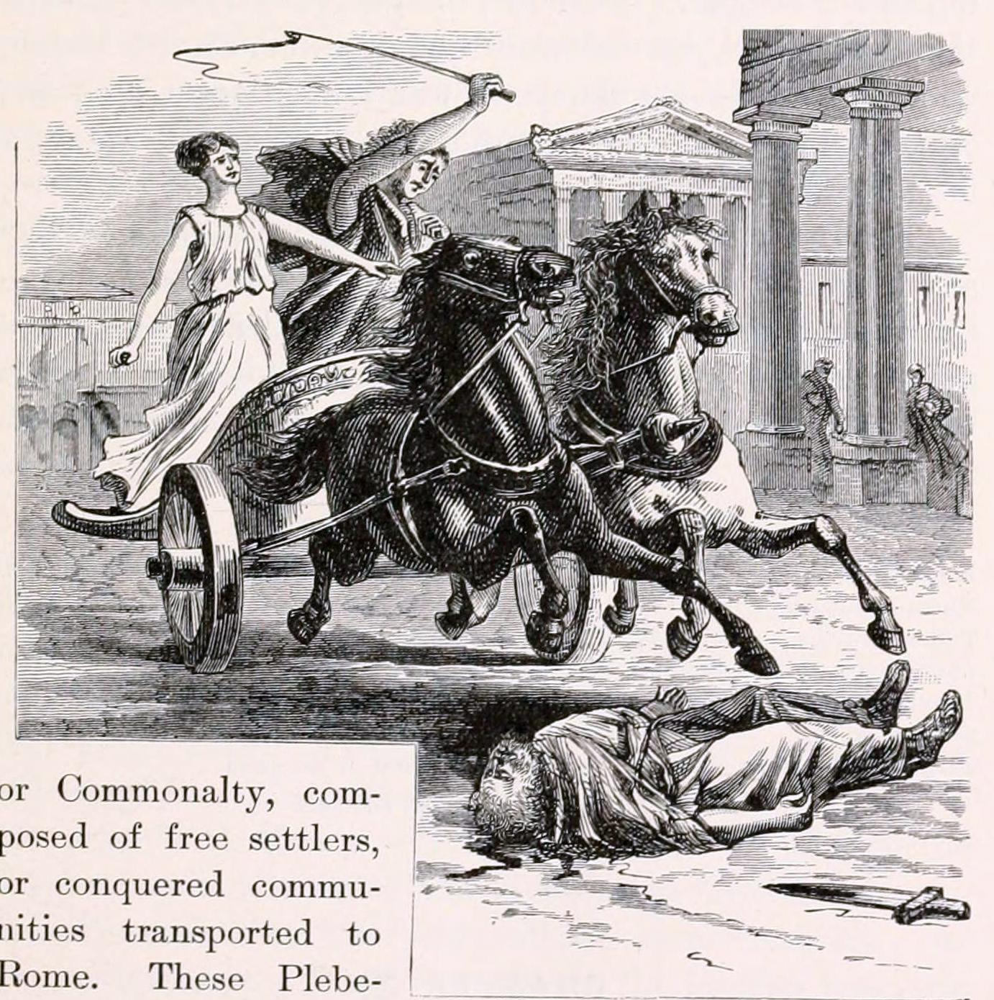 or Commonalty, com-
posed of free settlers,
or conquered commu-
nities transported to
Rome. These Plebe-